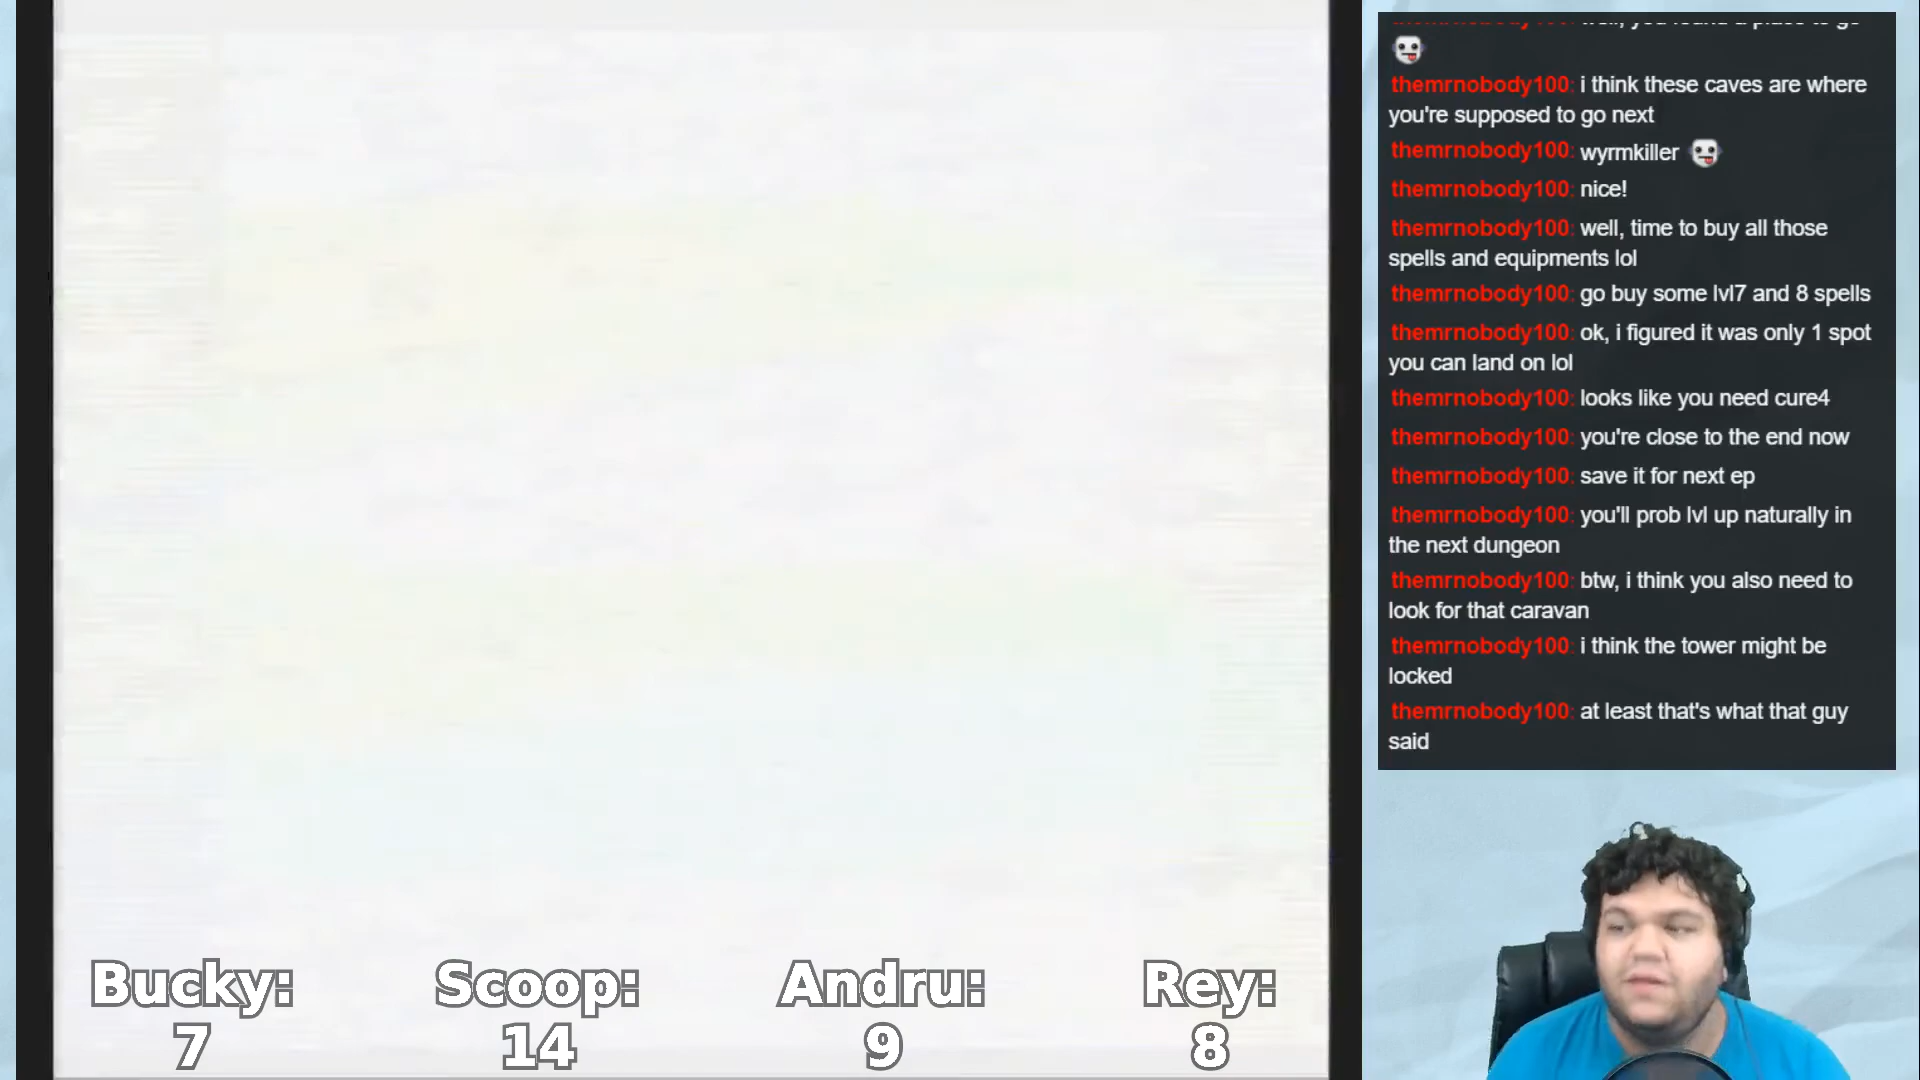 themrnobody100: i think these caves are where
you're supposed to go next
themrnobody100: wyrmkiller
themrnobody100: nice!
themrnobody100: well, time to buy all those
spells and equipments lol
themrnobody100: go buy some lvl7 and 8 spells
themrnobody100: ok, i figured it was only 1 spot
you can land on lol
themrnobody100: looks like you need cure4
themrnobody100: you're close to the end now
themrnobody100: save it for next ep
themrnobody100: you'll prob lvl up naturally in
the next dungeon
themrnobody100: btw, i think you also need to
look for that caravan
themrnobody100: i think the tower might be
locked
themrnobody100: at least that's what that guy
said
Bucky: Scoop: Andru: Rey:
7 14 9 8